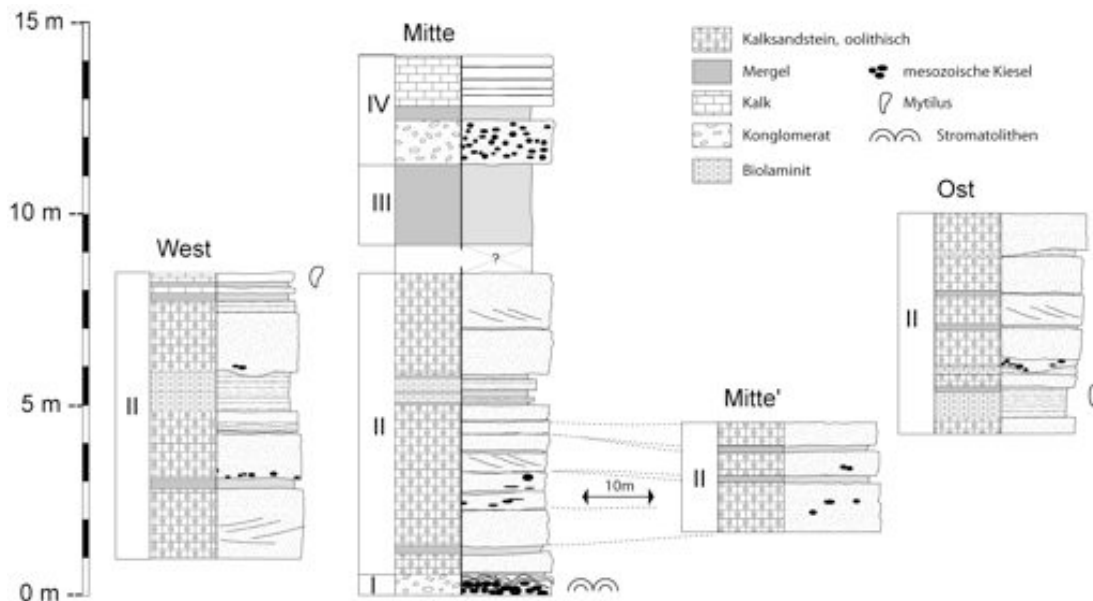 15 m
10 m
5 m
0 m
West
II
Mitte
IV
III
?
II
I
10m
Mitte'
II
Ost
II
Kalksandstein, oolithisch
Mergel
Kalk
Konglomerat
Biolaminit
mesozoische Kiesel
Mytilus
Stromatolithen